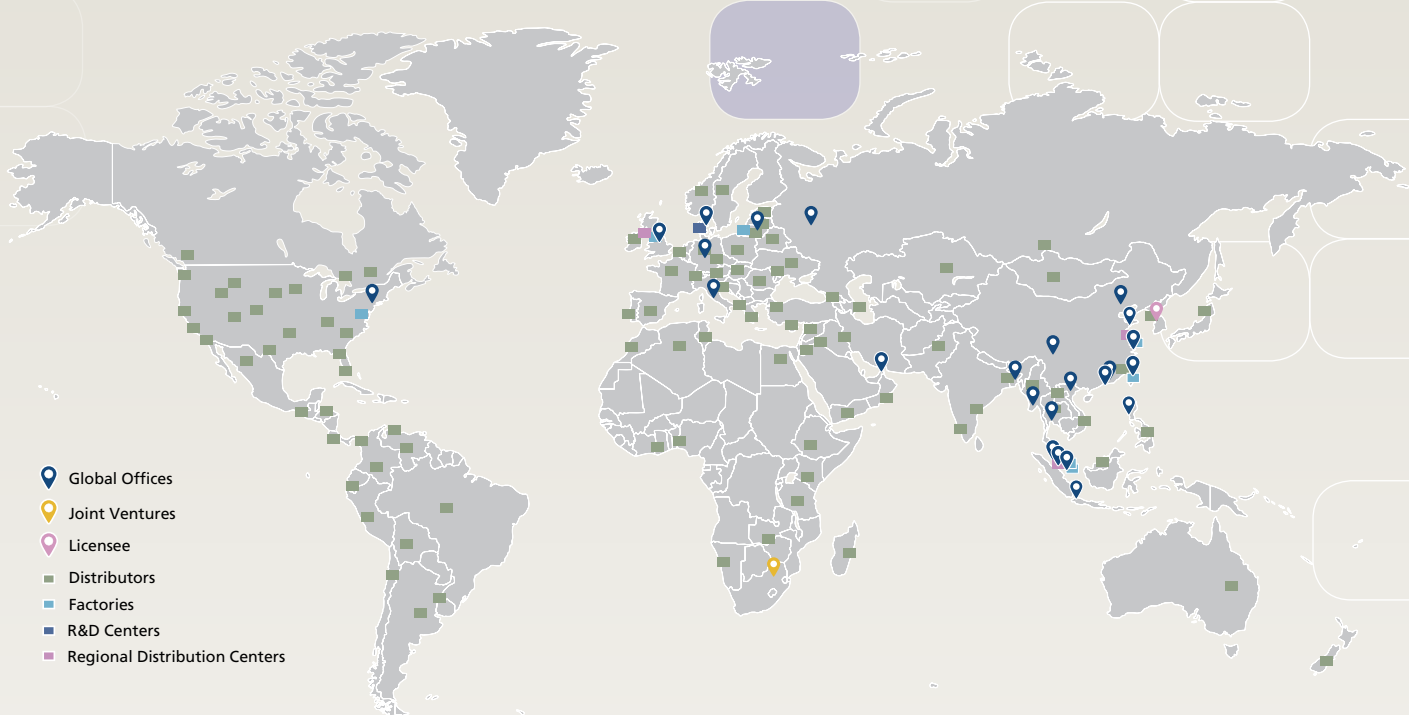 Global Offices
Joint Ventures
Licensee
Distributors
Factories
R&D Centers
Regional Distribution Centers